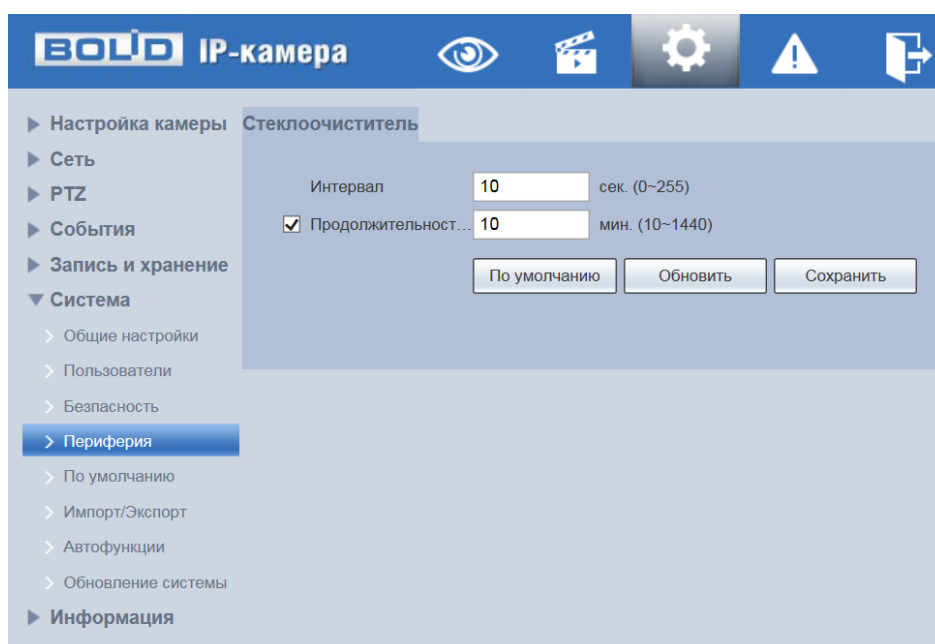 BOLID IP-камера
Настройка камеры
Стеклоочиститель
Сеть
PTZ
События
Запись и хранение
Система
Общие настройки
Пользователи
Безпасность
Периферия
По умолчанию
Импорт/Экспорт
Автофункции
Обновление системы
Информация
Интервал 10 сек. (0~255)
Продолжительност... 10 мин. (10~1440)
По умолчанию Обновить Сохранить